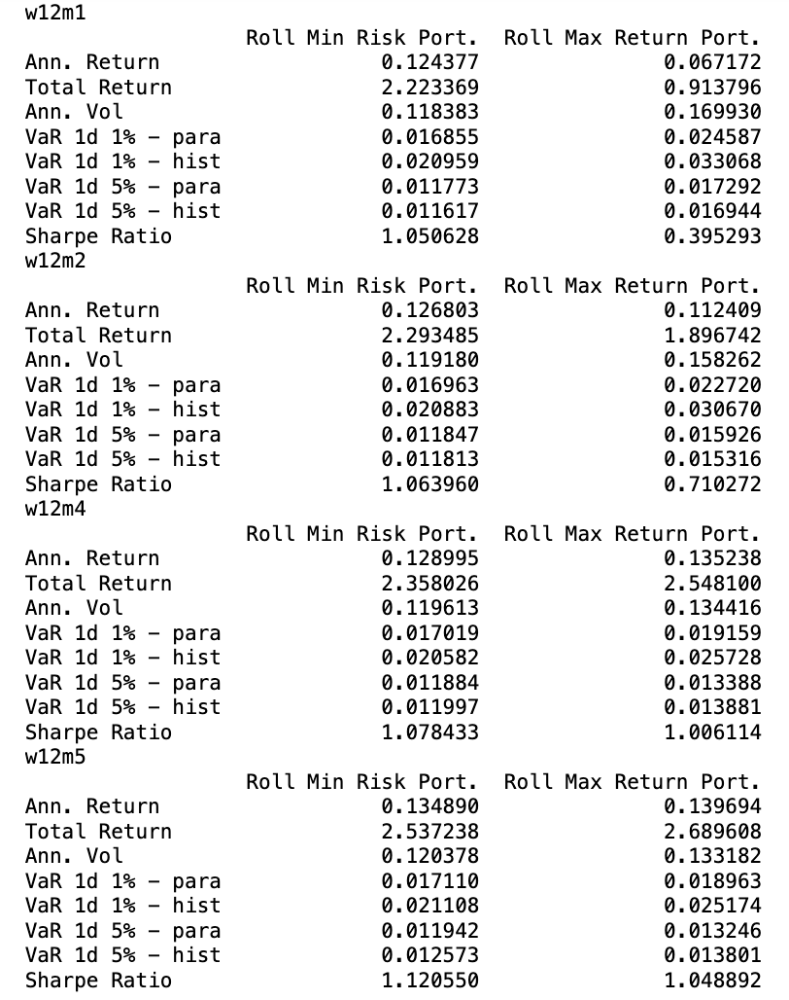 w12m1
Roll Min Risk Port. Roll Max Return Port.
Ann. Return 0.124377 0.067172
Total Return 2.223369 0.913796
Ann. Vol 0.118383 0.169930
VaR 1d 1% – para 0.016855 0.024587
VaR 1d 1% – hist 0.020959 0.033068
VaR 1d 5% – para 0.011773 0.017292
VaR 1d 5% – hist 0.011617 0.016944
Sharpe Ratio 1.050628 0.395293
w12m2
Roll Min Risk Port. Roll Max Return Port.
Ann. Return 0.126803 0.112409
Total Return 2.293485 1.896742
Ann. Vol 0.119180 0.158262
VaR 1d 1% – para 0.016963 0.022720
VaR 1d 1% – hist 0.020883 0.030670
VaR 1d 5% – para 0.011847 0.015926
VaR 1d 5% – hist 0.011813 0.015316
Sharpe Ratio 1.063960 0.710272
w12m4
Roll Min Risk Port. Roll Max Return Port.
Ann. Return 0.128995 0.135238
Total Return 2.358026 2.548100
Ann. Vol 0.119613 0.134416
VaR 1d 1% – para 0.017019 0.019159
VaR 1d 1% – hist 0.020582 0.025728
VaR 1d 5% – para 0.011884 0.013388
VaR 1d 5% – hist 0.011997 0.013881
Sharpe Ratio 1.078433 1.006114
w12m5
Roll Min Risk Port. Roll Max Return Port.
Ann. Return 0.134890 0.139694
Total Return 2.537238 2.689608
Ann. Vol 0.120378 0.133182
VaR 1d 1% – para 0.017110 0.018963
VaR 1d 1% – hist 0.021108 0.025174
VaR 1d 5% – para 0.011942 0.013246
VaR 1d 5% – hist 0.012573 0.013801
Sharpe Ratio 1.120550 1.048892